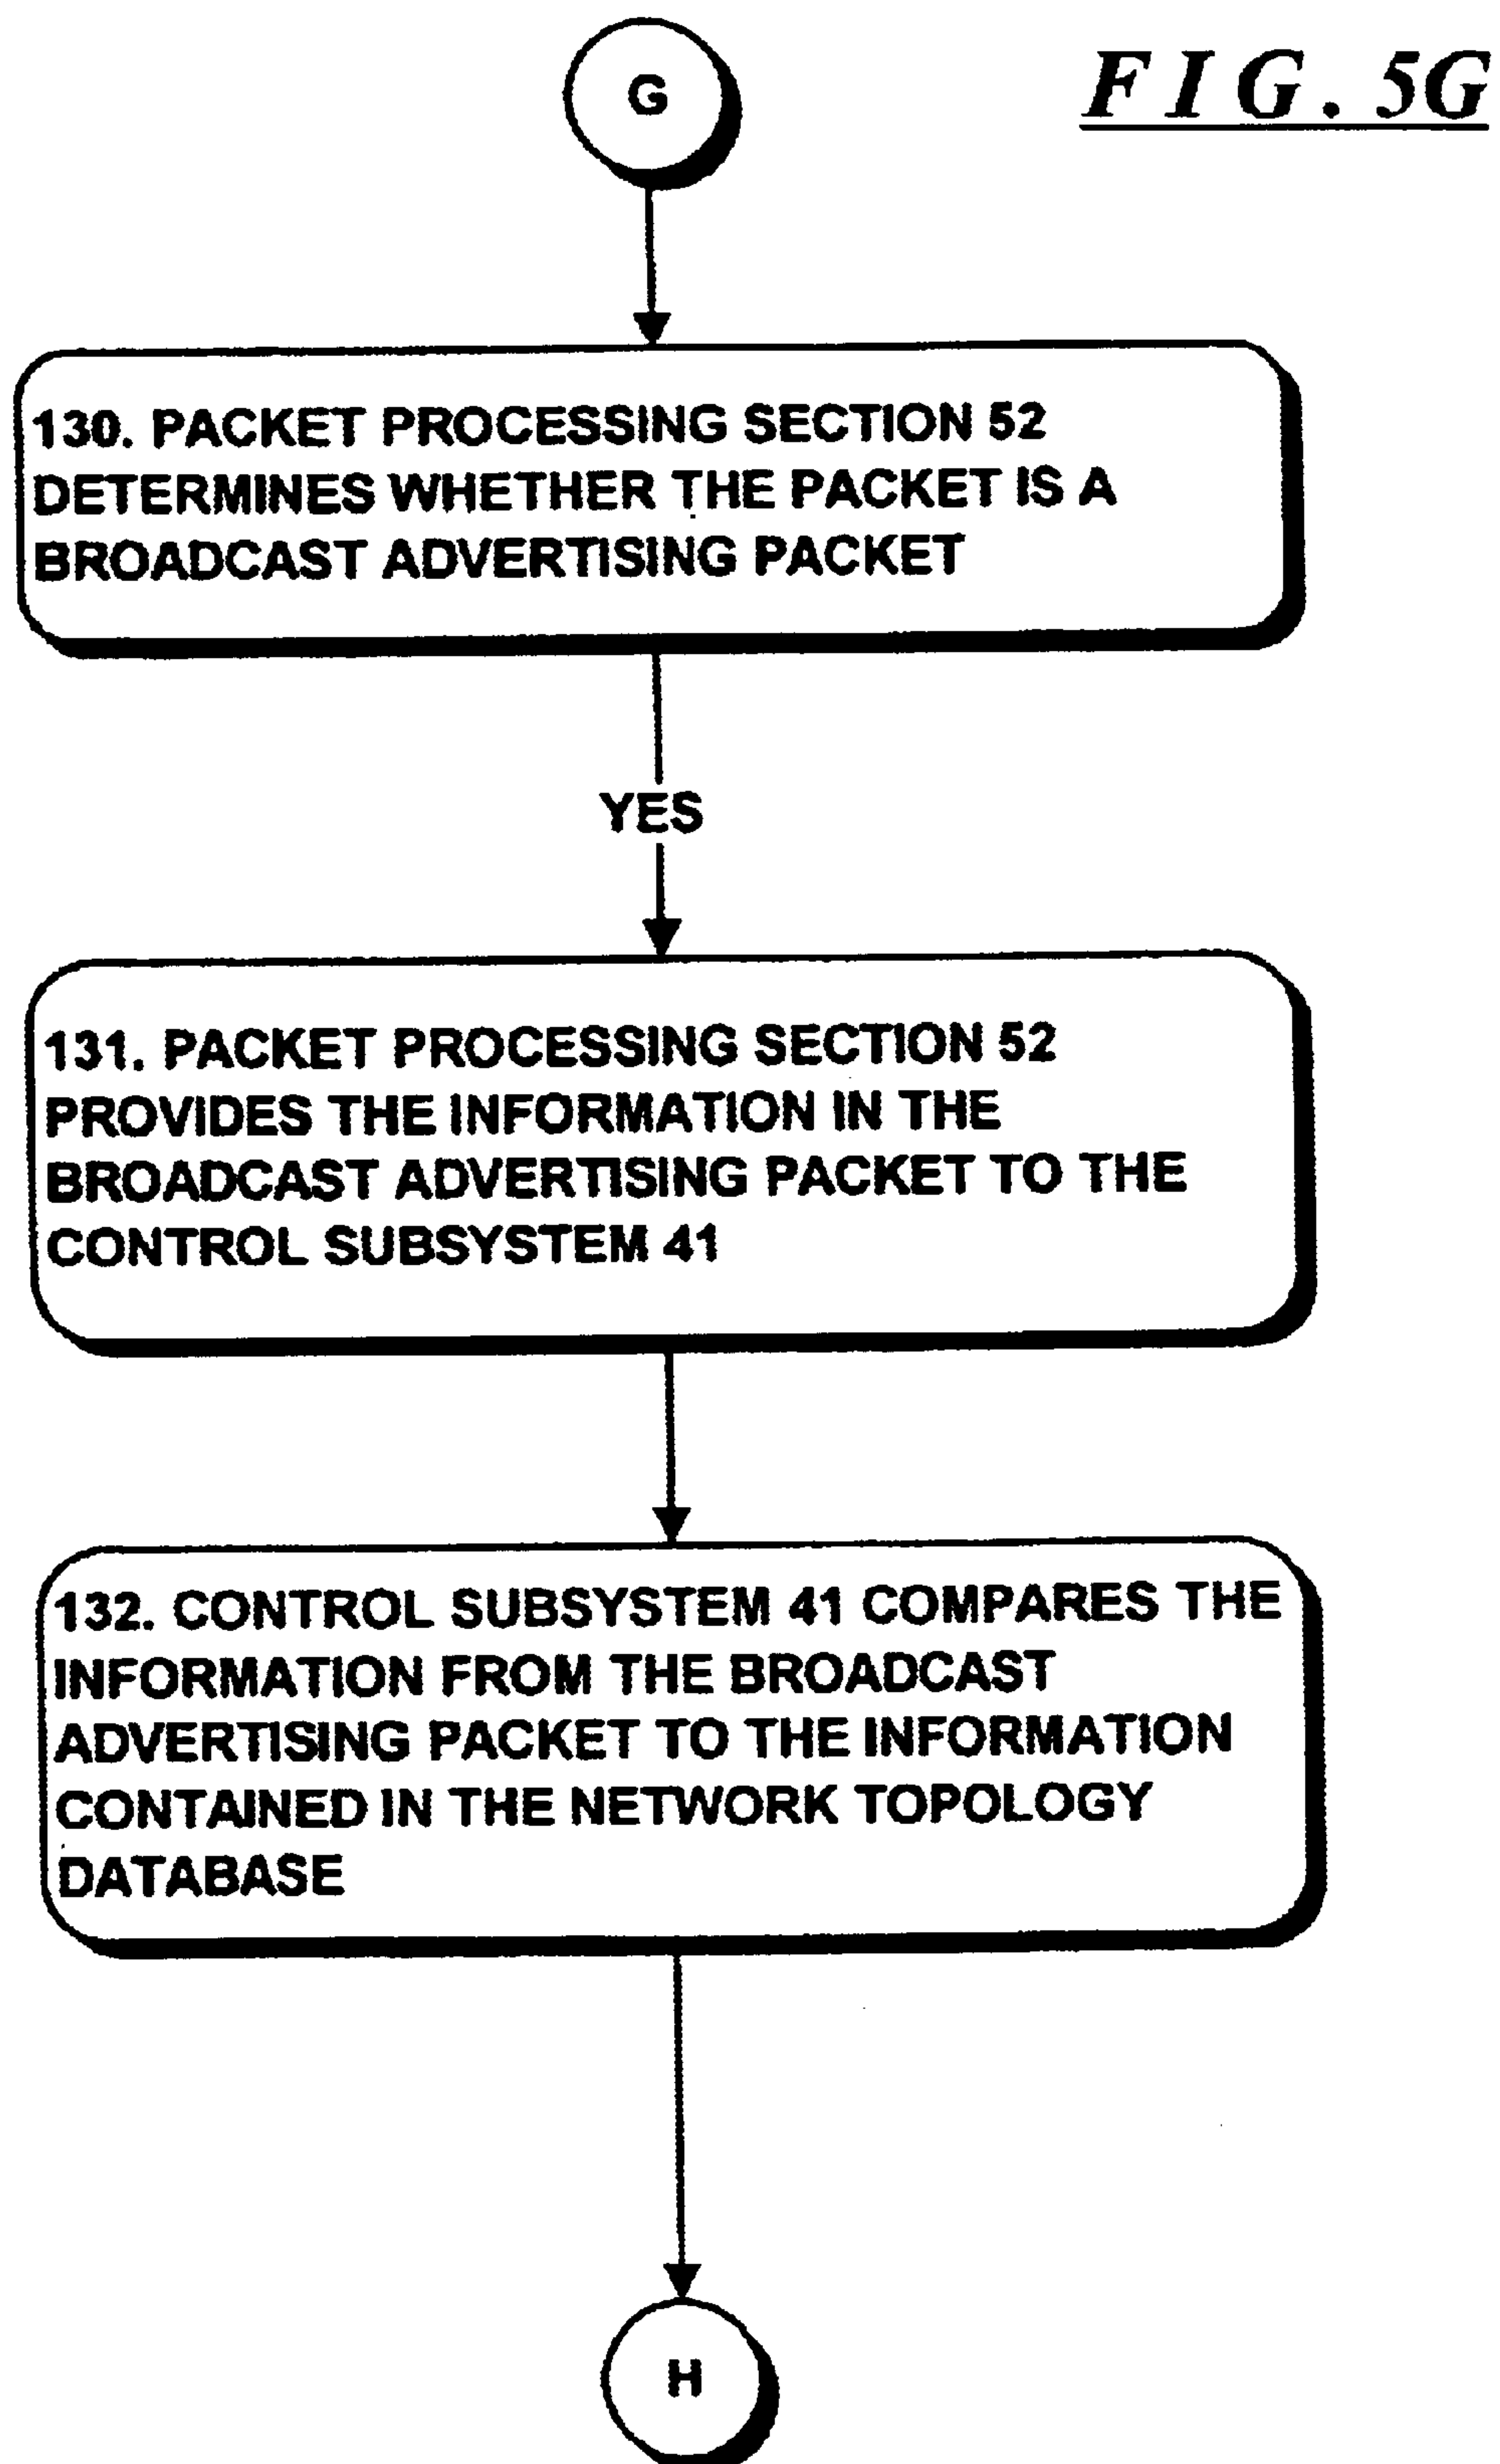 G
F I G . 5G
130. PACKET PROCESSING SECTION 52
DETERMINES WHETHER THE PACKET IS A
BROADCAST ADVERTISING PACKET
YES
131. PACKET PROCESSING SECTION 52
PROVIDES THE INFORMATION IN THE
BROADCAST ADVERTISING PACKET TO THE
CONTROL SUBSYSTEM 41
132. CONTROL SUBSYSTEM 41 COMPARES THE
INFORMATION FROM THE BROADCAST
ADVERTISING PACKET TO THE INFORMATION
CONTAINED IN THE NETWORK TOPOLOGY
DATABASE
H